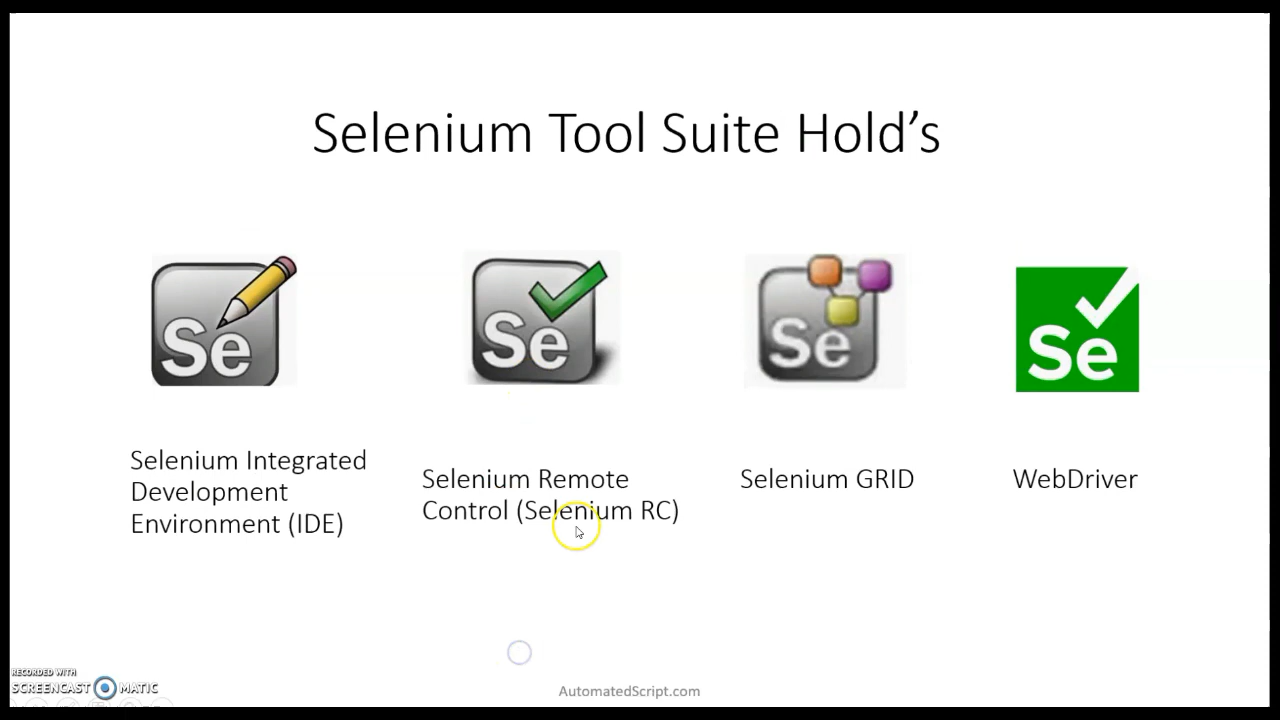 Selenium Tool Suite Hold’s
Se
Se
Se
Se
Selenium Integrated
Development
Environment (IDE)
Selenium Remote
Control (Selenium RC)
Selenium GRID
WebDriver
RECORDED WITH
SCREENCAST MATIC
AutomatedScript.com